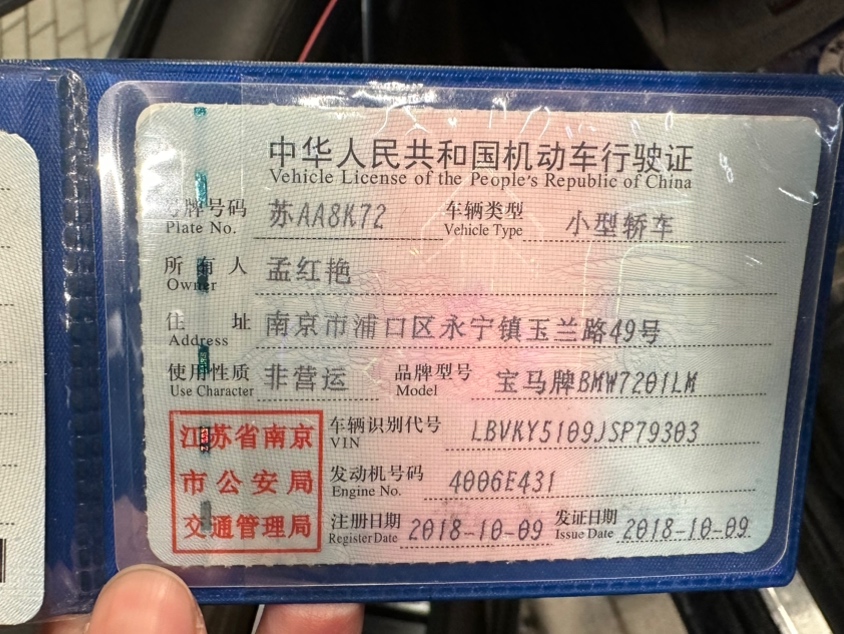 中华人民共和国机动车行驶证
Vehicle License of the People's Republic of China
号牌号码 苏AA8K72 车辆类型 小型轿车
Plate No. Vehicle Type
所有人 孟红艳
Owner
住址 南京市浦口区永宁镇玉兰路49号
Address
使用性质 非营运 品牌型号 宝马牌BMW7201LM
Use Character Model
江苏省南京 车辆识别代号 LBVKY5109JSP79303
VIN
市公安局 发动机号码 4006E431
Engine No.
交通管理局 注册日期 2018-10-09 发证日期 2018-10-09
Register Date Issue Date